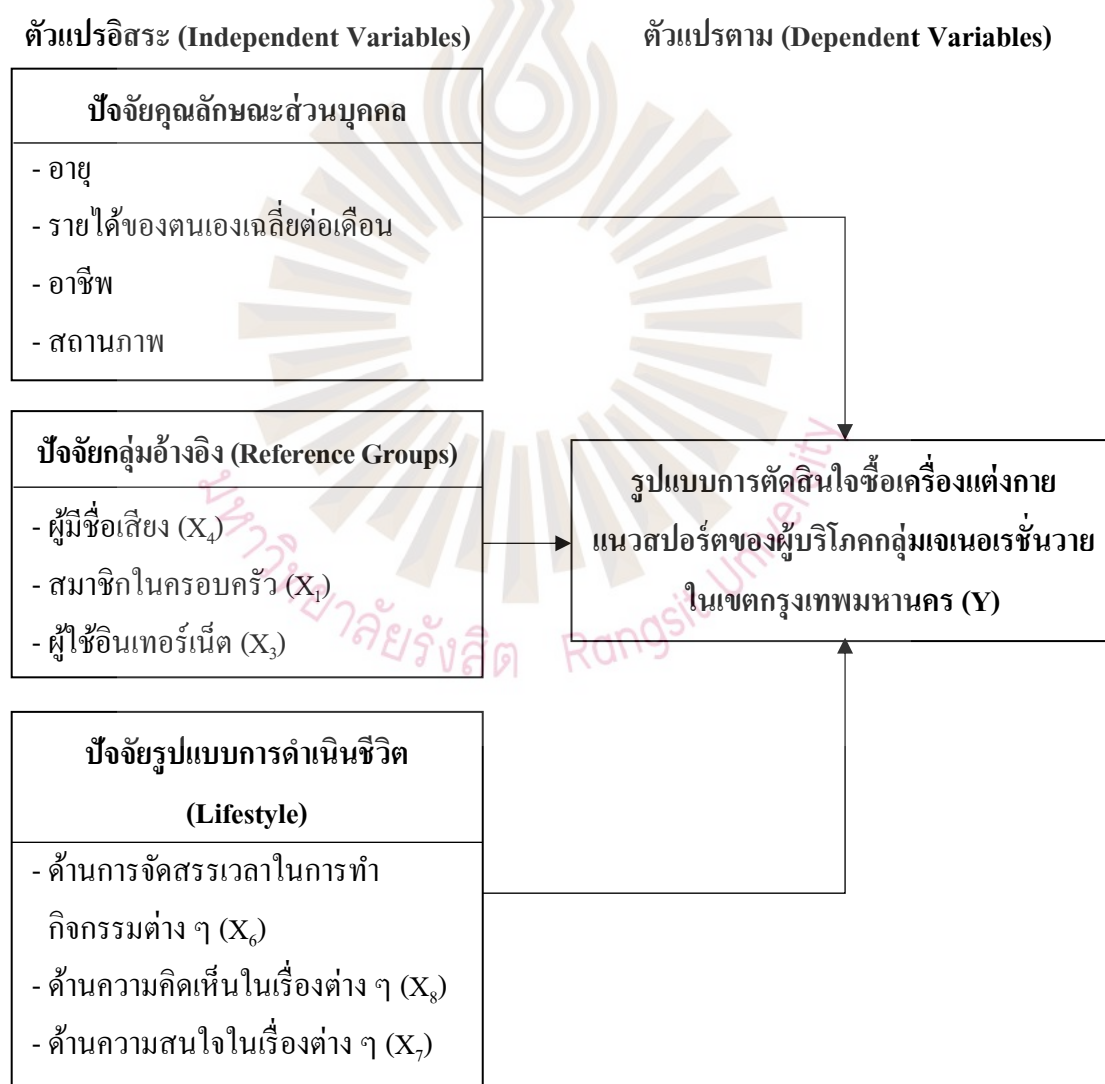 ตัวแปรอิสระ (Independent Variables)
ตัวแปรตาม (Dependent Variables)
ปัจจัยคุณลักษณะส่วนบุคคล
- อายุ
- รายได้ของตนเองเฉลี่ยต่อเดือน
- อาชีพ
- สถานภาพ
ปัจจัยกลุ่มอ้างอิง (Reference Groups)
- ผู้มีชื่อเสียง (X₄)
- สมาชิกในครอบครัว (X₁)
- ผู้ใช้อินเทอร์เน็ต (X₃)
รูปแบบการตัดสินใจซื้อเครื่องแต่งกาย
แนวสปอร์ตของผู้บริโภคกลุ่มเจเนอเรชั่นวาย
ในเขตกรุงเทพมหานคร (Y)
มหาวิทยาลัยรังสิต Rangsit University
ปัจจัยรูปแบบการดำเนินชีวิต
(Lifestyle)
- ด้านการจัดสรรเวลาในการทำ
กิจกรรมต่าง ๆ (X₆)
- ด้านความคิดเห็นในเรื่องต่าง ๆ (X₈)
- ด้านความสนใจในเรื่องต่าง ๆ (X₇)